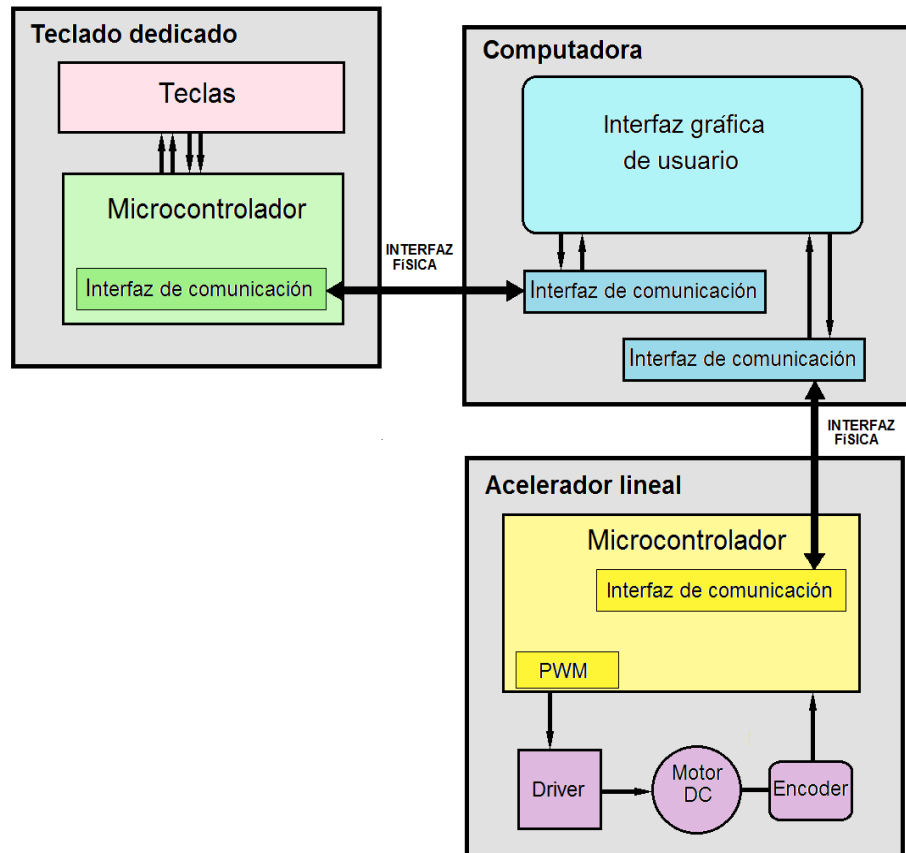 Teclado dedicado
Teclas
Microcontrolador
Interfaz de comunicación
INTERFAZ
FíSICA
Computadora
Interfaz gráfica
de usuario
Interfaz de comunicación
Interfaz de comunicación
INTERFAZ
FíSICA
Acelerador lineal
Microcontrolador
Interfaz de comunicación
PWM
Driver
Motor
DC
Encoder